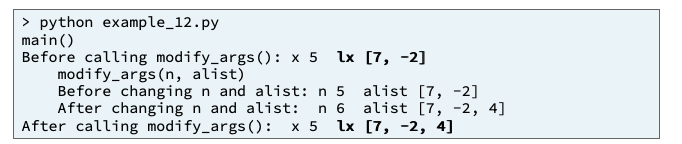 > python example_12.py
main()
Before calling modify_args(): x 5  lx [7, -2]
    modify_args(n, alist)
    Before changing n and alist: n 5  alist [7, -2]
    After changing n and alist:  n 6  alist [7, -2, 4]
After calling modify_args():  x 5  lx [7, -2, 4]